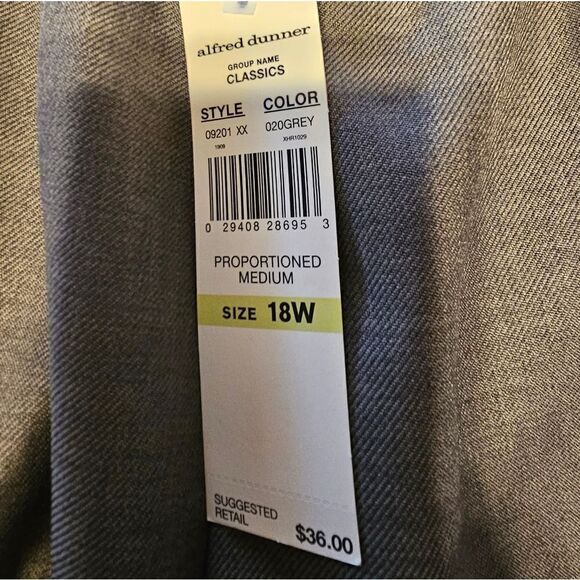 alfred dunner
GROUP NAME
CLASSICS
STYLE COLOR
09201 XX 020GREY
1909 XHR1029
0 29408 28695 3
PROPORTIONED
MEDIUM
SIZE 18W
SUGGESTED
RETAIL
$36.00